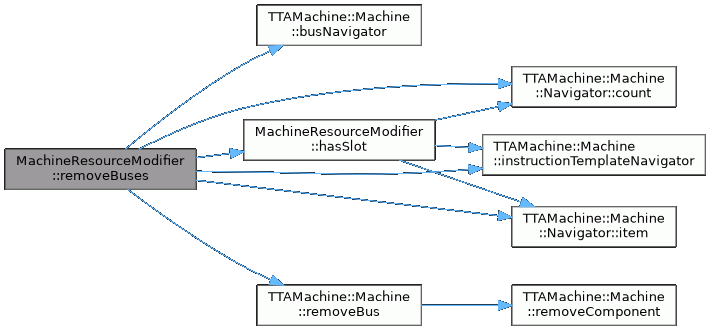 TTAMachine::Machine
::busNavigator
TTAMachine::Machine
::Navigator::count
MachineResourceModifier
::hasSlot
TTAMachine::Machine
::instructionTemplateNavigator
MachineResourceModifier
::removeBuses
TTAMachine::Machine
::Navigator::item
TTAMachine::Machine
::removeBus
TTAMachine::Machine
::removeComponent